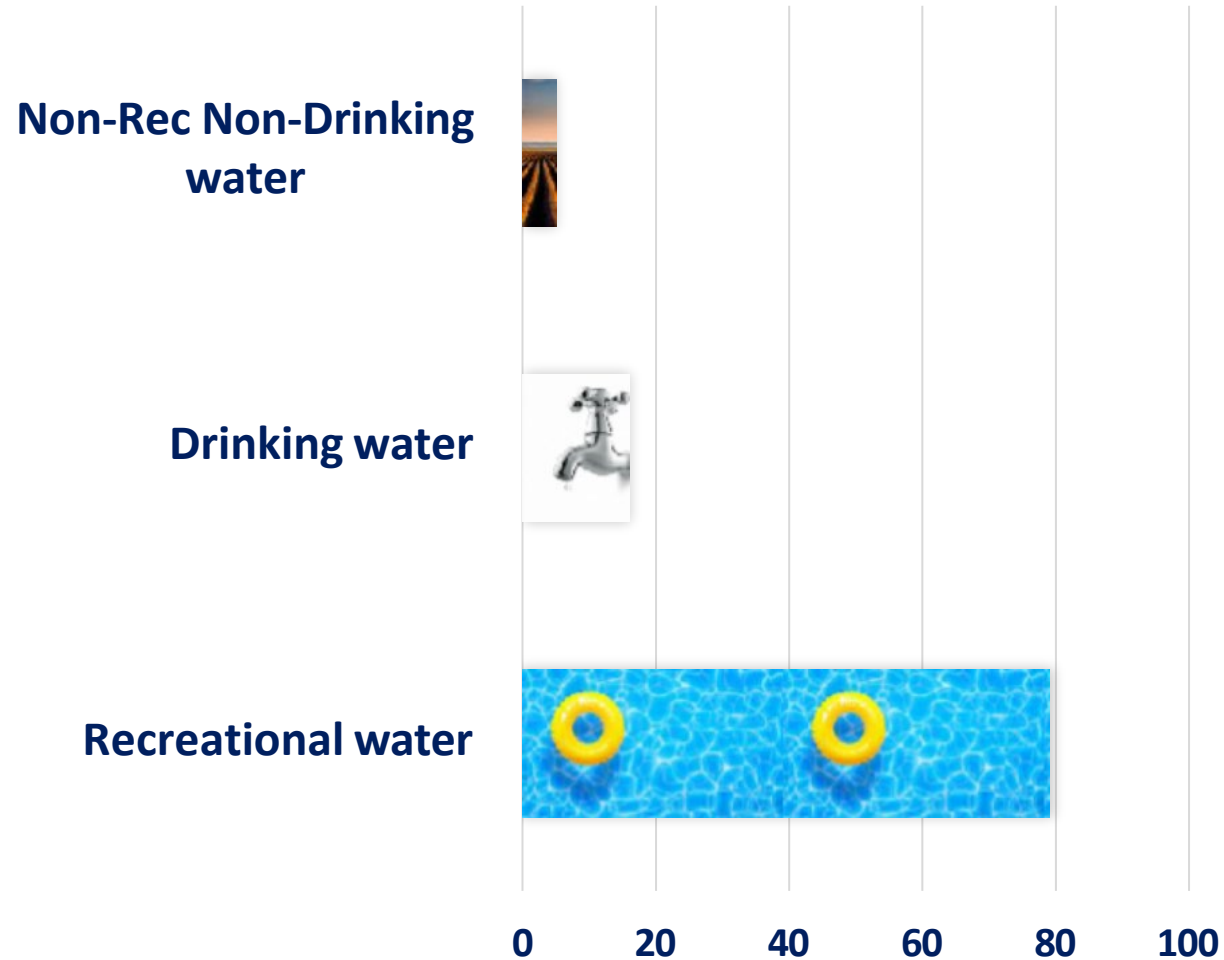 Non-Rec Non-Drinking
water
Drinking water
Recreational water
0 20 40 60 80 100